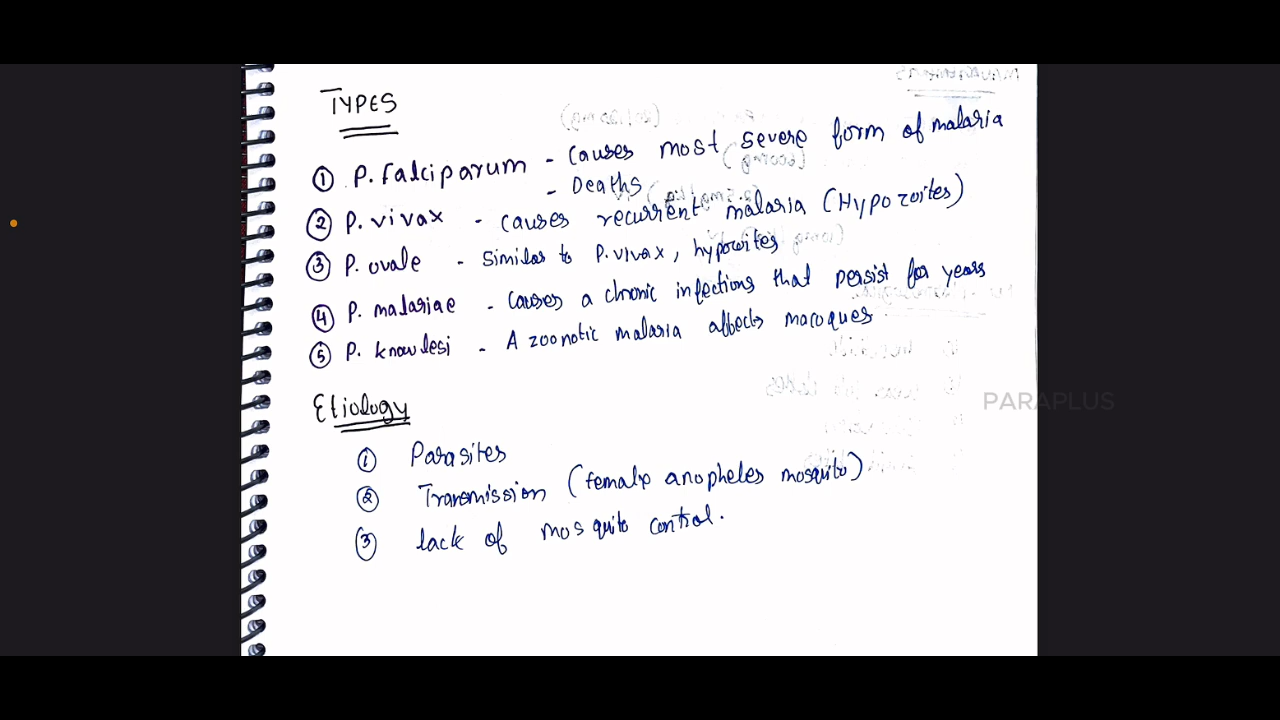 TYPES
① P. Falciparum - Causes most severe form of malaria
- Deaths
② P. vivax - causes recurrent malaria (Hypozoites)
③ P. ovale - Similar to P. vivax, hypozoites
④ P. malariae - Causes a chronic infections that persist for years
⑤ P. knowlesi - A zoonotic malaria affects macaques
PARAPLUS
Etiology
① Parasites
② Transmission (female anopheles mosquito)
③ lack of mosquito control.